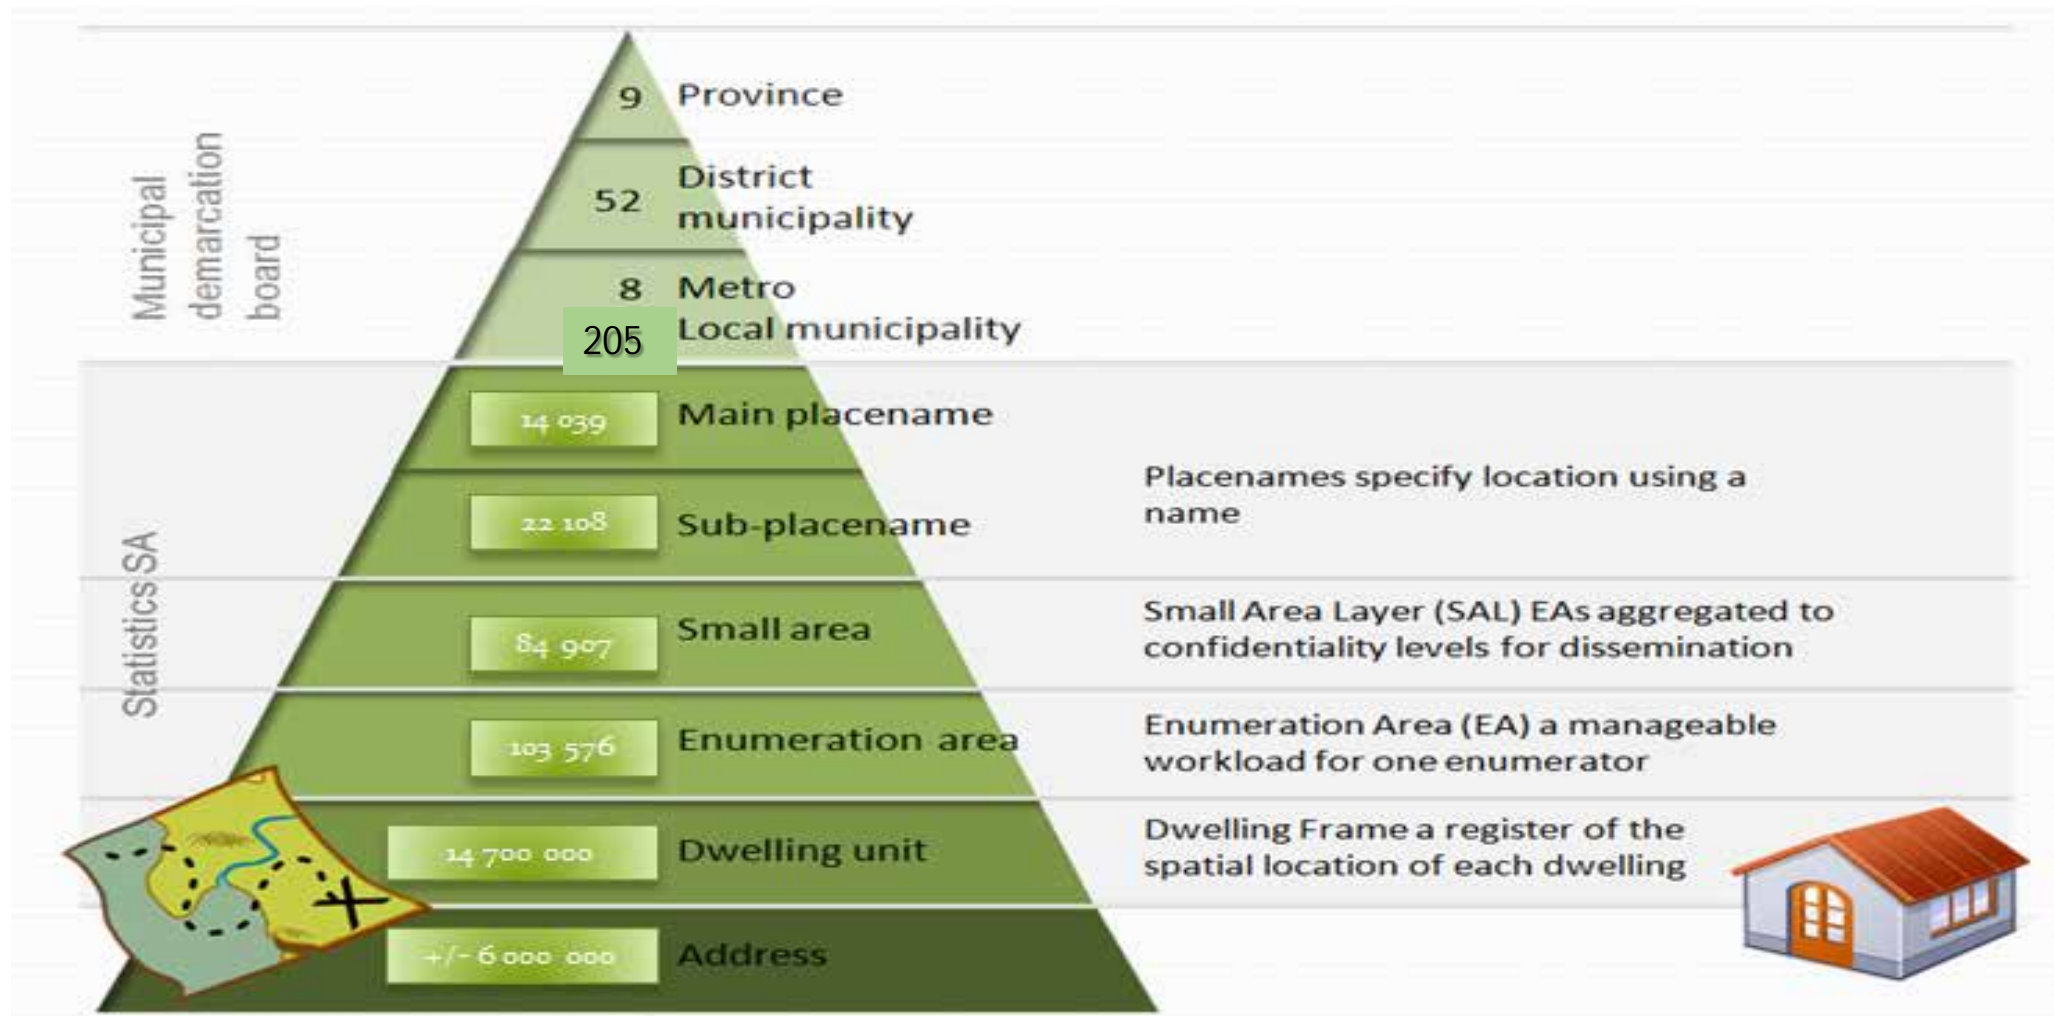 Municipal
demarcation
board
9 Province
52 District
municipality
8 Metro
205 Local municipality
Statistics SA
14 039 Main placename
22 108 Sub-placename
Placenames specify location using a
name
84 907 Small area
Small Area Layer (SAL) EAs aggregated to
confidentiality levels for dissemination
103 576 Enumeration area
Enumeration Area (EA) a manageable
workload for one enumerator
14 700 000 Dwelling unit
Dwelling Frame a register of the
spatial location of each dwelling
+/- 6 000 000 Address